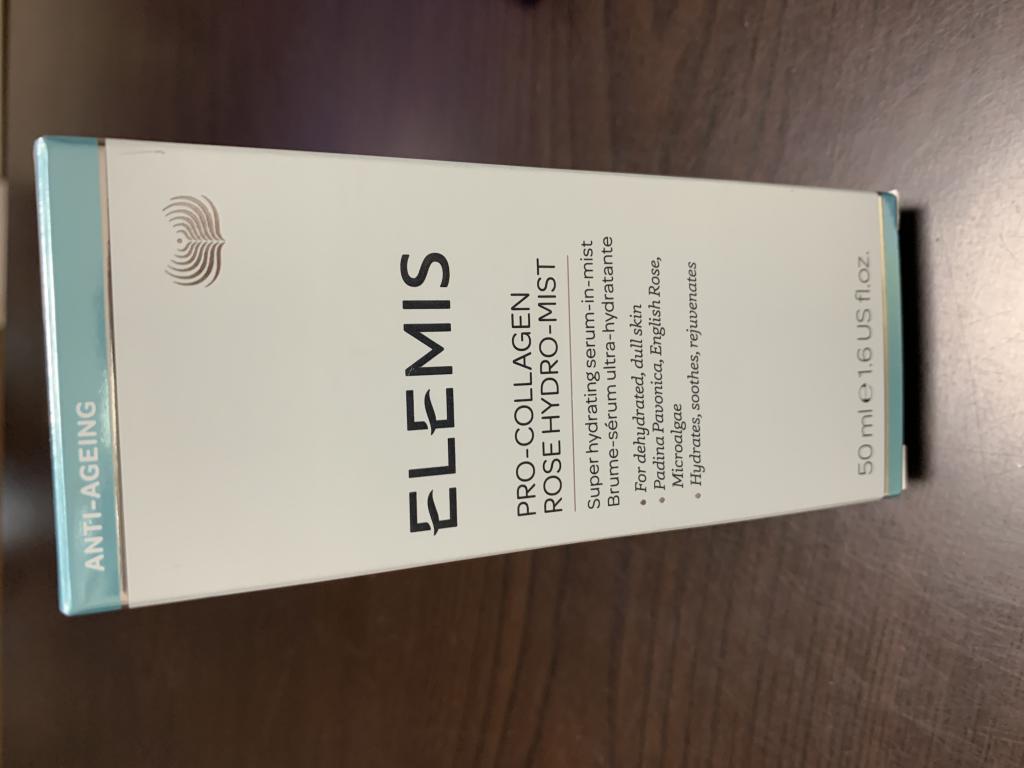 ANTI-AGEING
ELEMIS
PRO-COLLAGEN
ROSE HYDRO-MIST
Super hydrating serum-in-mist
Brume-sérum ultra-hydratante
• For dehydrated, dull skin
• Padina Pavonica, English Rose,
Microalgae
• Hydrates, soothes, rejuvenates
50 ml ℮ 1.6 US fl.oz.